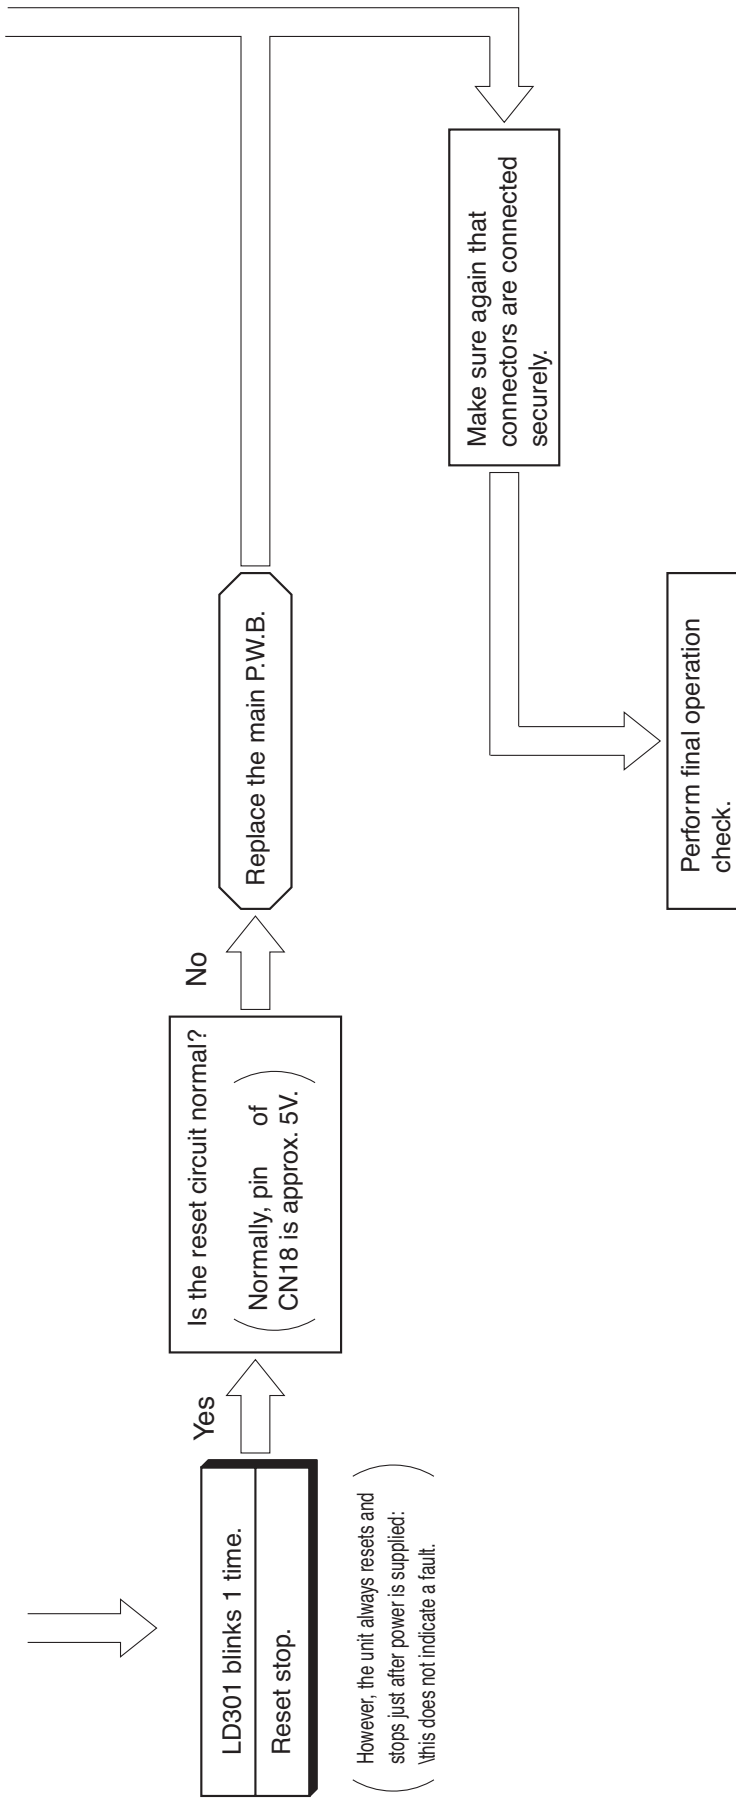 LD301 blinks 1 time.
Reset stop.
However, the unit always resets and
stops just after power is supplied:
\this does not indicate a fault.
Yes
Is the reset circuit normal?
Normally, pin of
CN18 is approx. 5V.
No
Replace the main P.W.B.
Make sure again that
connectors are connected
securely.
Perform final operation
check.